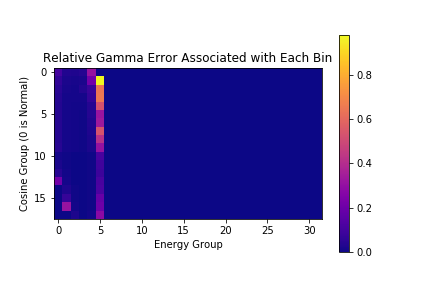 Relative Gamma Error Associated with Each Bin
Cosine Group (0 is Normal)
0
5
10
15
0 5 10 15 20 25 30
Energy Group
0.8
0.6
0.4
0.2
0.0